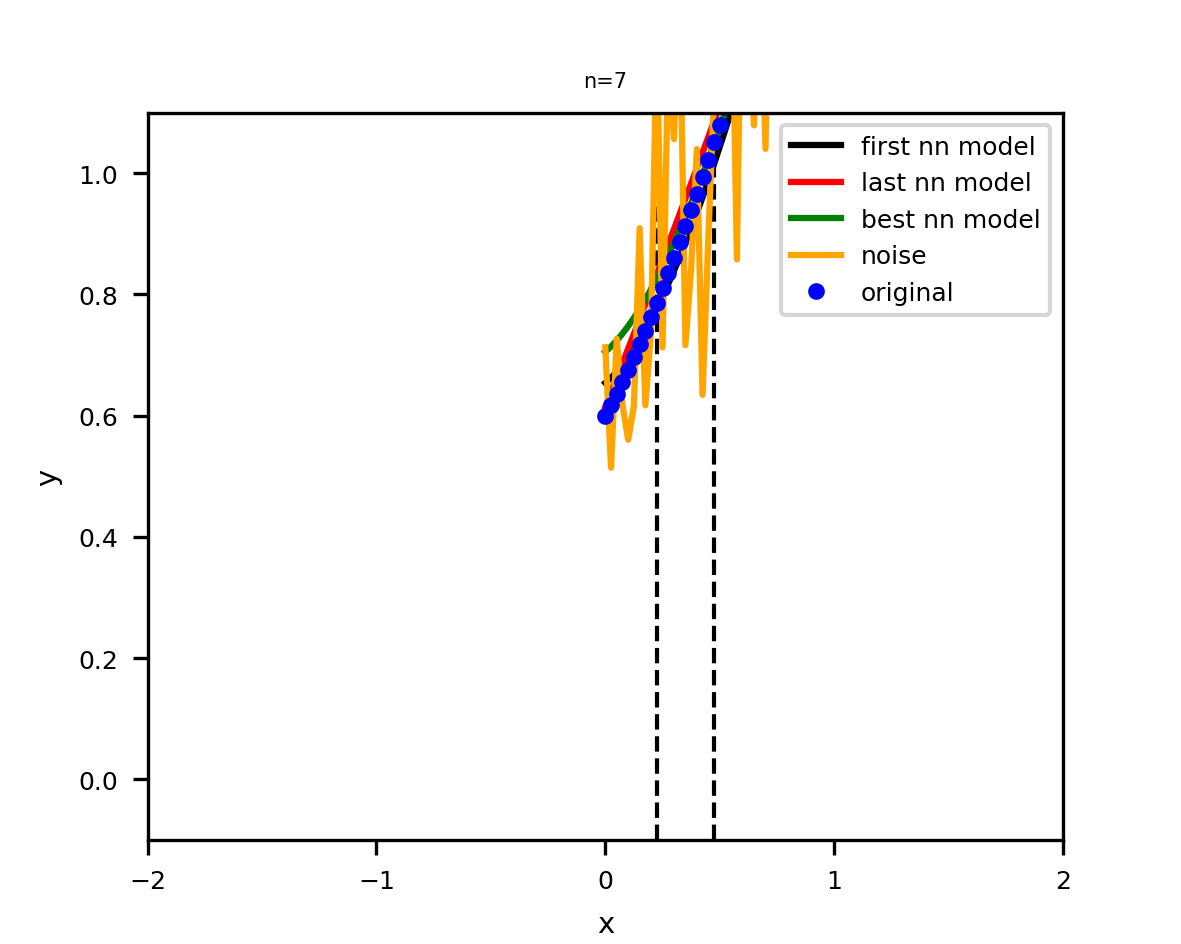 n=7
first nn model
last nn model
best nn model
noise
original
1.0
0.8
0.6
0.4
0.2
0.0
y
−2
−1
0
1
2
x